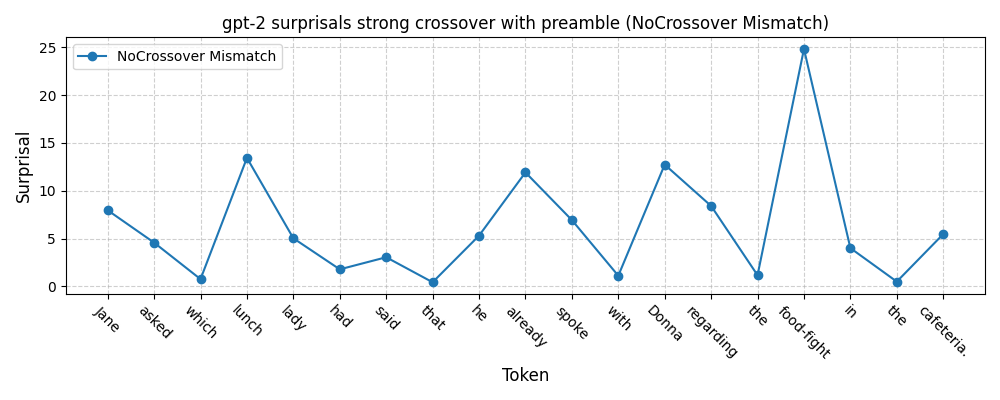 gpt-2 surprisals strong crossover with preamble (NoCrossover Mismatch)
NoCrossover Mismatch
Surprisal
25
20
15
10
5
0
Jane
asked
which
lunch
lady
had
said
that
he
already
spoke
with
Donna
regarding
the
food-fight
in
the
cafeteria.
Token